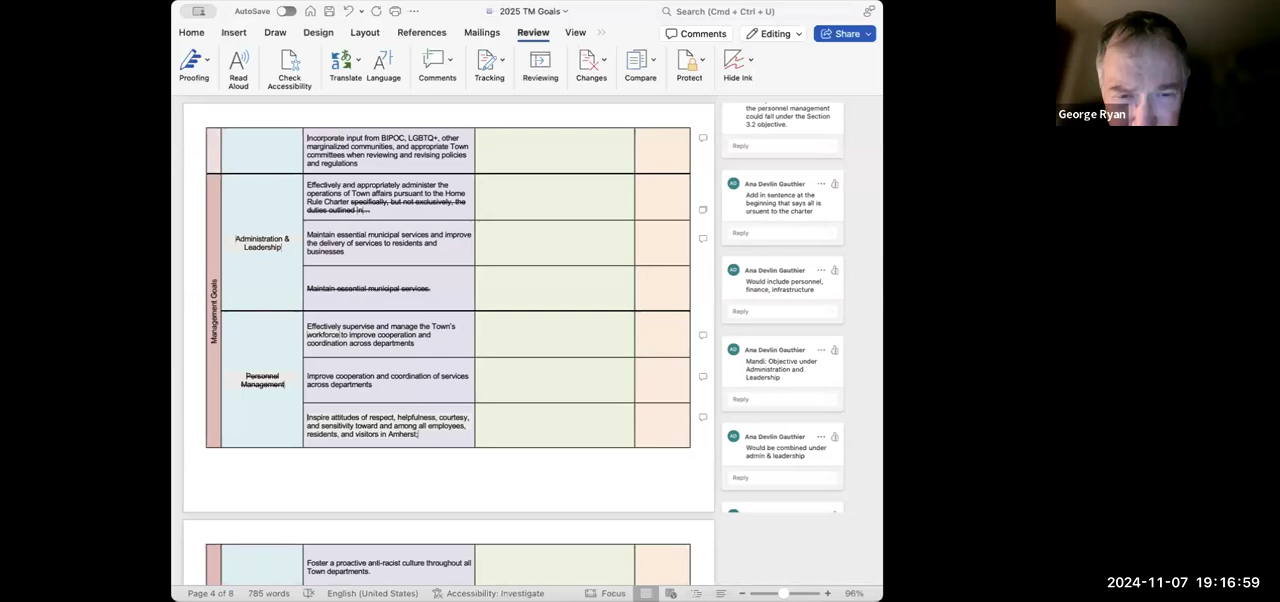 AutoSave
2025 TM Goals
Search (Cmd + Ctrl + U)
Home Insert Draw Design Layout References Mailings Review View
Comments Editing Share
Proofing Read Aloud Check Accessibility Translate Language Comments Tracking Reviewing Changes Compare Protect Hide Ink
Incorporate input from BIPOC, LGBTQ+, other
marginalized communities, and appropriate Town
committees when reviewing and revising policies
and regulations
Management Goals
Administration &
Leadership
Effectively and appropriately administer the
operations of Town affairs pursuant to the Home
Rule Charter specifically, but not exclusively, the
duties outlined in...
Maintain essential municipal services and improve
the delivery of services to residents and
businesses
Maintain essential municipal services.
Personnel
Management
Effectively supervise and manage the Town's
workforce to improve cooperation and
coordination across departments
Improve cooperation and coordination of services
across departments
Inspire attitudes of respect, helpfulness, courtesy,
and sensitivity toward and among all employees,
residents, and visitors in Amherst;
Foster a proactive anti-racist culture throughout all
Town departments.
the personnel management
could fall under the Section
3.2 objective.
Reply
AD Ana Devlin Gauthier
Add in sentence at the
beginning that says all is
ursuent to the charter
Reply
AD Ana Devlin Gauthier
Would include personnel,
finance, infrastructure
Reply
AD Ana Devlin Gauthier
Mandi: Objective under
Administration and
Leadership
Reply
AD Ana Devlin Gauthier
Would be combined under
admin & leadership
Reply
Page 4 of 8 785 words English (United States) Accessibility: Investigate Focus 96%
George Ryan
2024-11-07 19:16:59